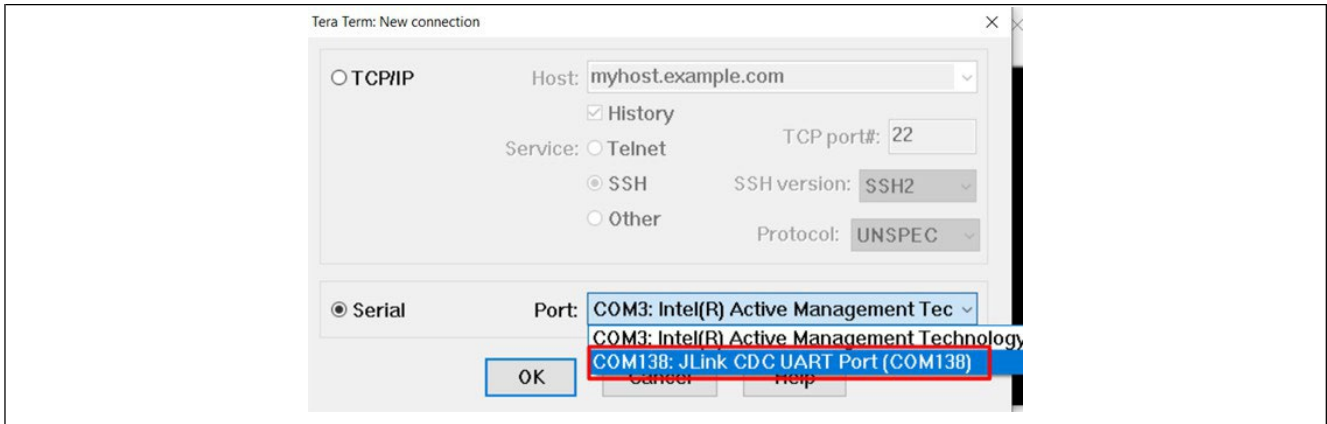 Tera Term: New connection
TCP/IP
Host: myhost.example.com
History
Service: Telnet
TCP port#: 22
SSH
SSH version: SSH2
Other
Protocol: UNSPEC
Serial
Port: COM3: Intel(R) Active Management Tec
COM3: Intel(R) Active Management Technology
COM138: JLink CDC UART Port (COM138)
OK
Cancel
Help